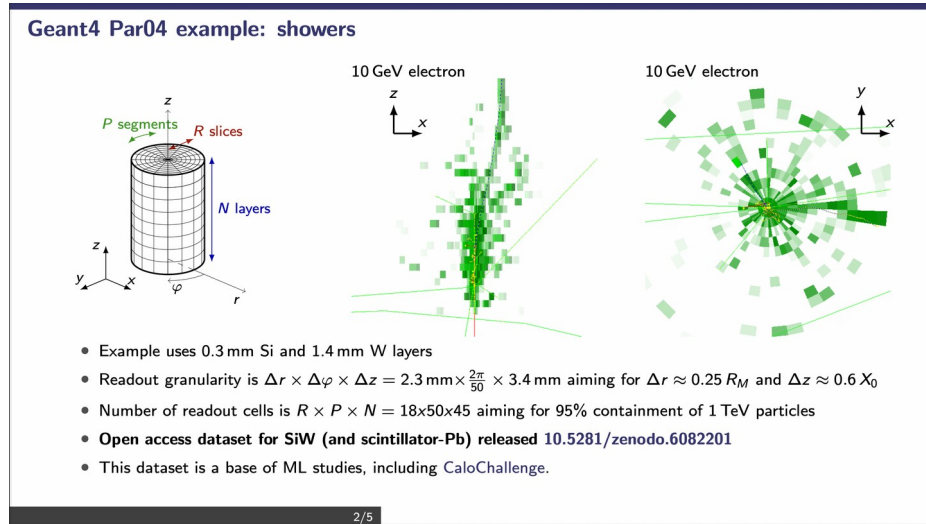 Geant4 Par04 example: showers
z
P segments
R slices
N layers
z
y
x
φ
r
10 GeV electron
z
x
10 GeV electron
y
x
• Example uses 0.3 mm Si and 1.4 mm W layers
• Readout granularity is Δr × Δφ × Δz = 2.3 mm× 2π/50 × 3.4 mm aiming for Δr ≈ 0.25 R_M and Δz ≈ 0.6 X_0
• Number of readout cells is R × P × N = 18x50x45 aiming for 95% containment of 1 TeV particles
• Open access dataset for SiW (and scintillator-Pb) released 10.5281/zenodo.6082201
• This dataset is a base of ML studies, including CaloChallenge.
2/5